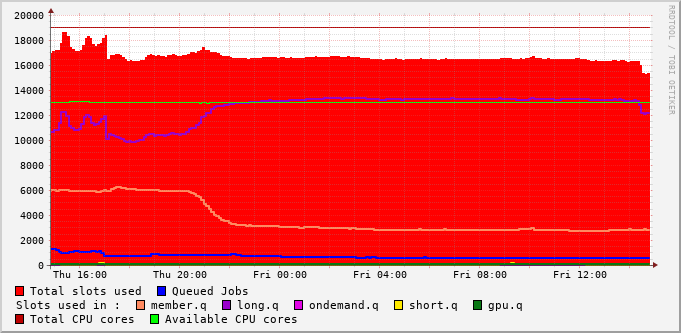 20000
18000
16000
14000
12000
10000
8000
6000
4000
2000
0
Thu 16:00 Thu 20:00 Fri 00:00 Fri 04:00 Fri 08:00 Fri 12:00
RRDTOOL / TOBI OETIKER
Total slots used Queued Jobs
Slots used in : member.q long.q ondemand.q short.q gpu.q
Total CPU cores Available CPU cores